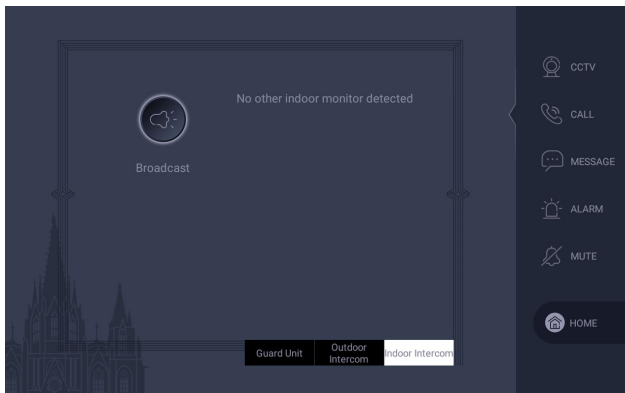 No other indoor monitor detected
Broadcast
Guard Unit
Outdoor
Intercom
Indoor Intercom
CCTV
CALL
MESSAGE
ALARM
MUTE
HOME